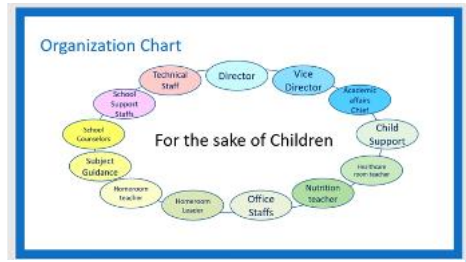 Organization Chart
Technical
Staff
Director
Vice
Director
School
Support
Staffs
Academic
affairs
Chief
School
Counselors
For the sake of Children
Child
Support
Subject
Guidance
Healthcare
room teacher
Homeroom
teacher
Homeroom
Leader
Office
Staffs
Nutrition
teacher